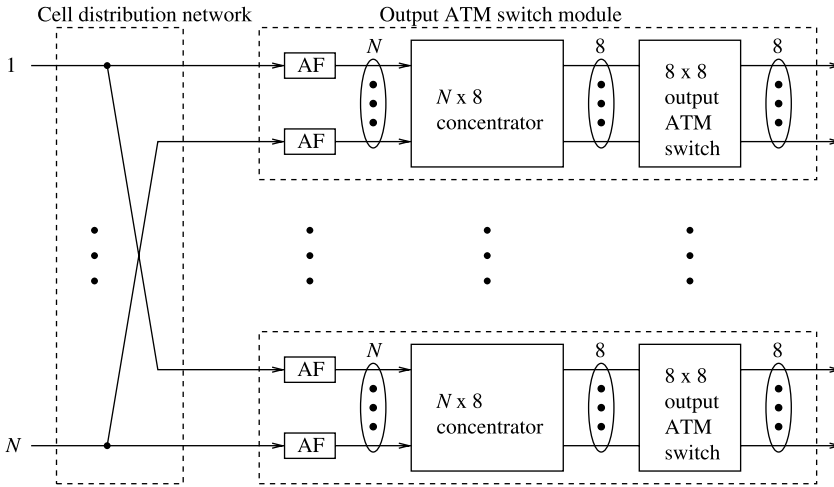 Cell distribution network
Output ATM switch module
1
AF
N
N x 8
concentrator
8
8 x 8
output
ATM
switch
8
AF
AF
N
N x 8
concentrator
8
8 x 8
output
ATM
switch
8
N
AF